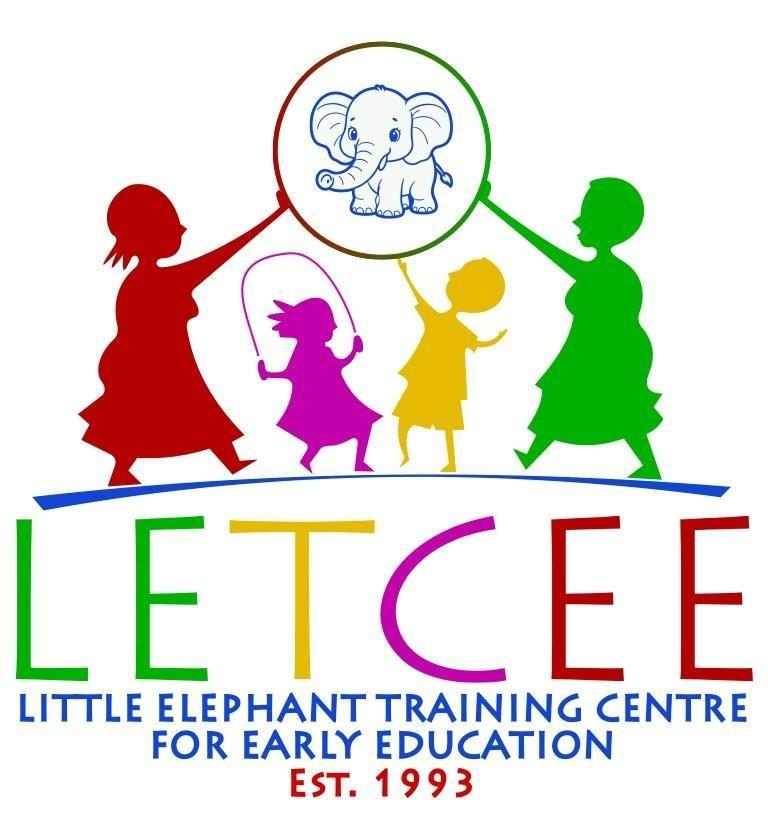 LETCEE
LITTLE ELEPHANT TRAINING CENTRE
FOR EARLY EDUCATION
EST. 1993